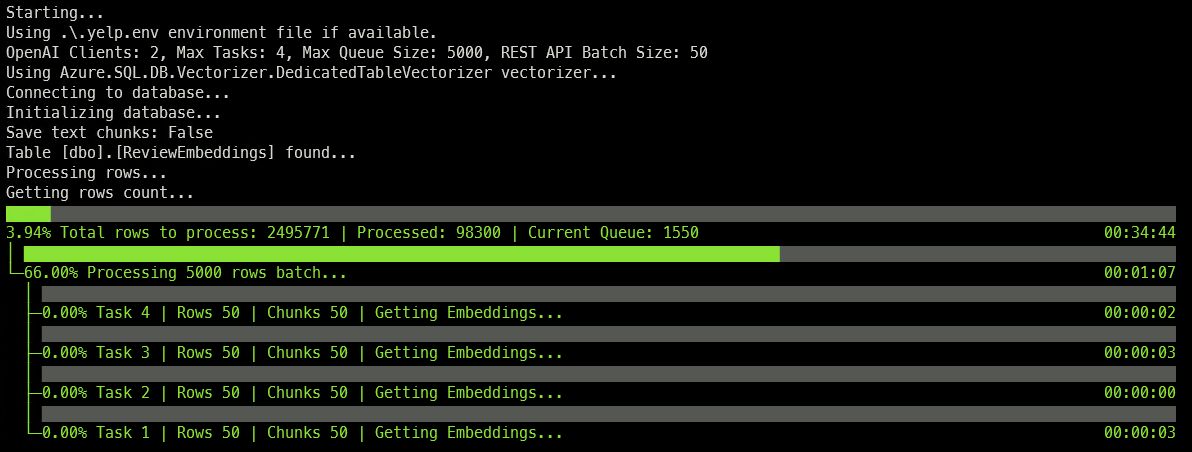 Starting...
Using .\.yelp.env environment file if available.
OpenAI Clients: 2, Max Tasks: 4, Max Queue Size: 5000, REST API Batch Size: 50
Using Azure.SQL.DB.Vectorizer.DedicatedTableVectorizer vectorizer...
Connecting to database...
Initializing database...
Save text chunks: False
Table [dbo].[ReviewEmbeddings] found...
Processing rows...
Getting rows count...
3.94% Total rows to process: 2495771 | Processed: 98300 | Current Queue: 1550 00:34:44
66.00% Processing 5000 rows batch... 00:01:07
0.00% Task 4 | Rows 50 | Chunks 50 | Getting Embeddings... 00:00:02
0.00% Task 3 | Rows 50 | Chunks 50 | Getting Embeddings... 00:00:03
0.00% Task 2 | Rows 50 | Chunks 50 | Getting Embeddings... 00:00:00
0.00% Task 1 | Rows 50 | Chunks 50 | Getting Embeddings... 00:00:03